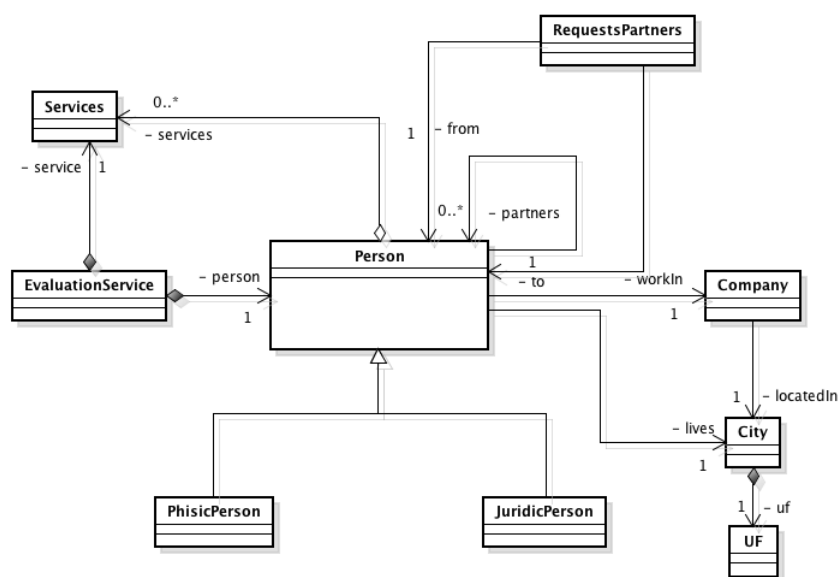 RequestsPartners
Services
0..*
- services
1
- from
- service
1
0..*
- partners
Person
EvaluationService
- person
1
1
- to
- workIn
1
Company
1
- locatedIn
- lives
1
City
1
- uf
UF
PhisicPerson
JuridicPerson